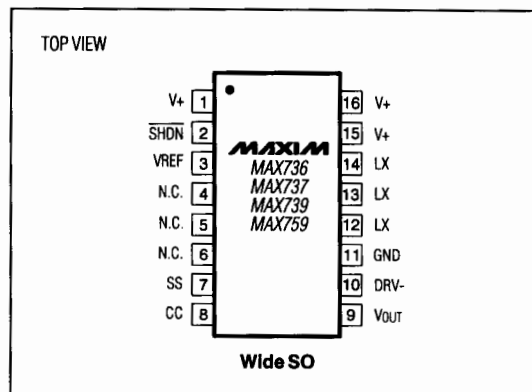 TOP VIEW
V+ 1
SHDN 2
VREF 3
N.C. 4
N.C. 5
N.C. 6
SS 7
CC 8
MAXIM
MAX736
MAX737
MAX739
MAX759
16 V+
15 V+
14 LX
13 LX
12 LX
11 GND
10 DRV-
9 VOUT
Wide SO